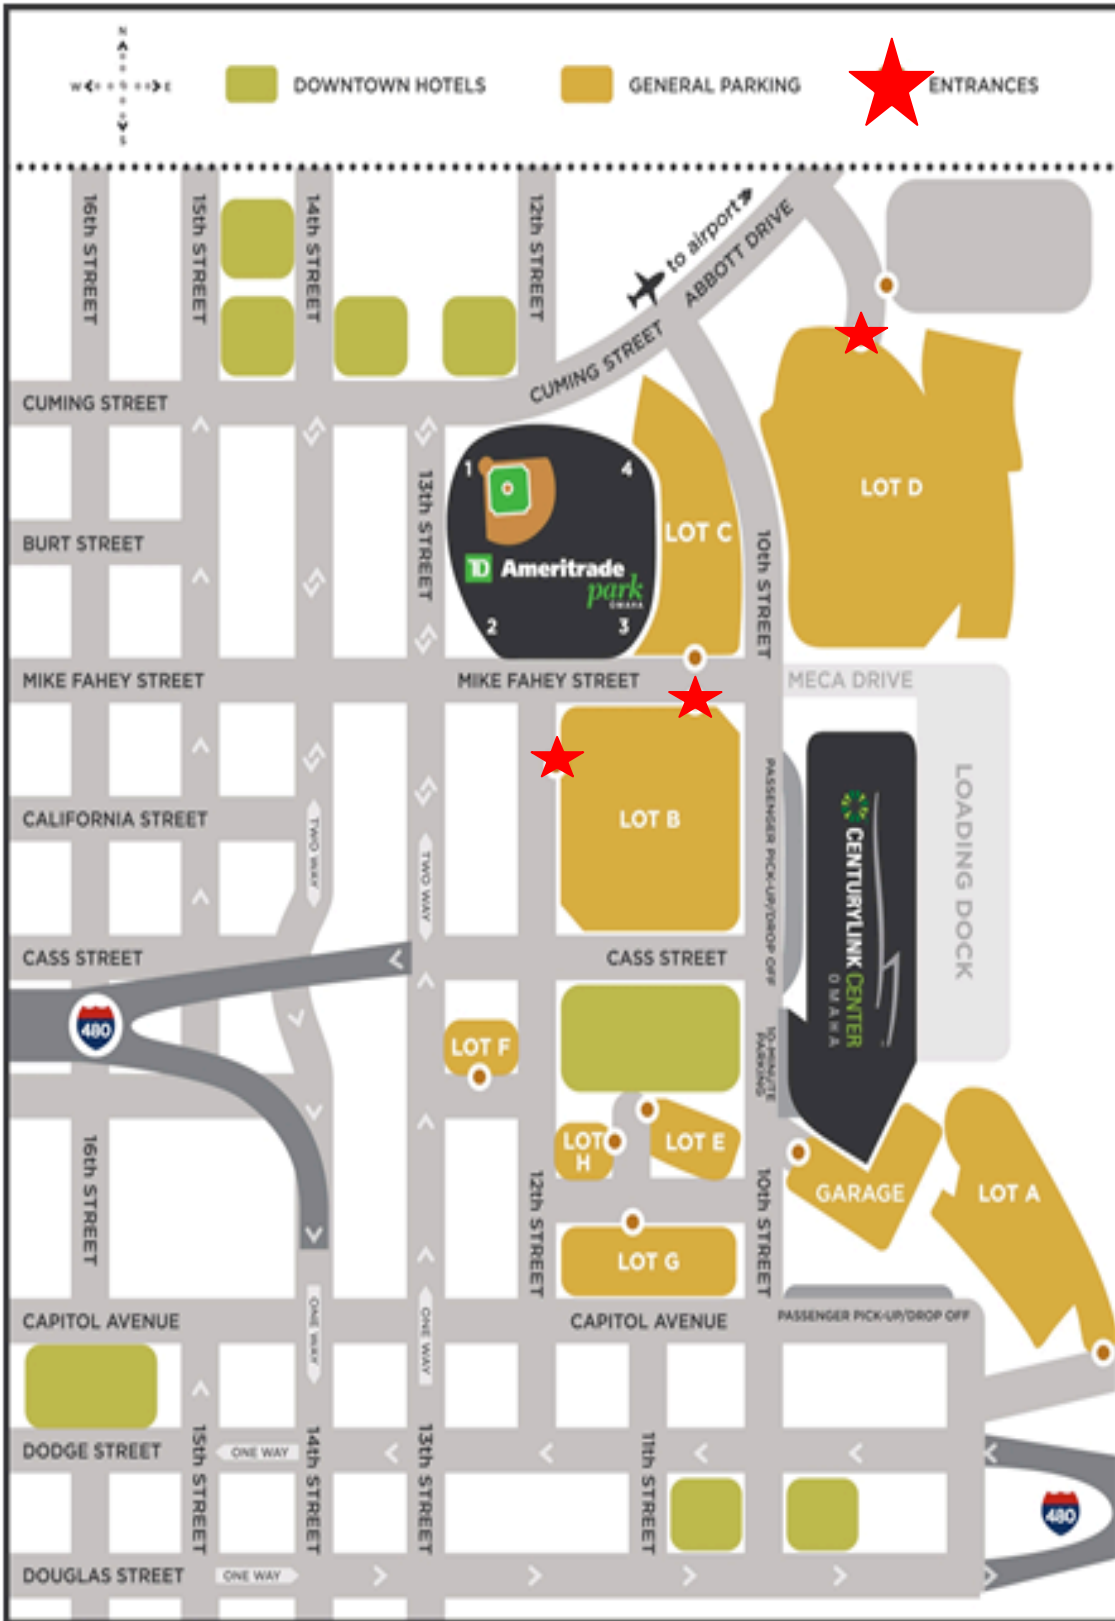 N
W E
S
DOWNTOWN HOTELS
GENERAL PARKING
ENTRANCES
16th STREET
15th STREET
14th STREET
12th STREET
to airport
ABBOTT DRIVE
CUMING STREET
CUMING STREET
13th STREET
1
4
TD Ameritrade
park
OMAHA
2
3
LOT C
LOT D
10th STREET
BURT STREET
MIKE FAHEY STREET
MIKE FAHEY STREET
MECA DRIVE
LOT B
PASSENGER PICK-UP/DROP OFF
CENTURYLINK CENTER
OMAHA
LOADING DOCK
CALIFORNIA STREET
TWO WAY
TWO WAY
CASS STREET
CASS STREET
480
LOT F
10-MINUTE
PARKING
LOT
H
LOT E
16th STREET
12th STREET
10th STREET
GARAGE
LOT A
LOT G
CAPITOL AVENUE
ONE WAY
ONE WAY
CAPITOL AVENUE
PASSENGER PICK-UP/DROP OFF
DODGE STREET
15th STREET
ONE WAY
14th STREET
13th STREET
11th STREET
480
DOUGLAS STREET
ONE WAY